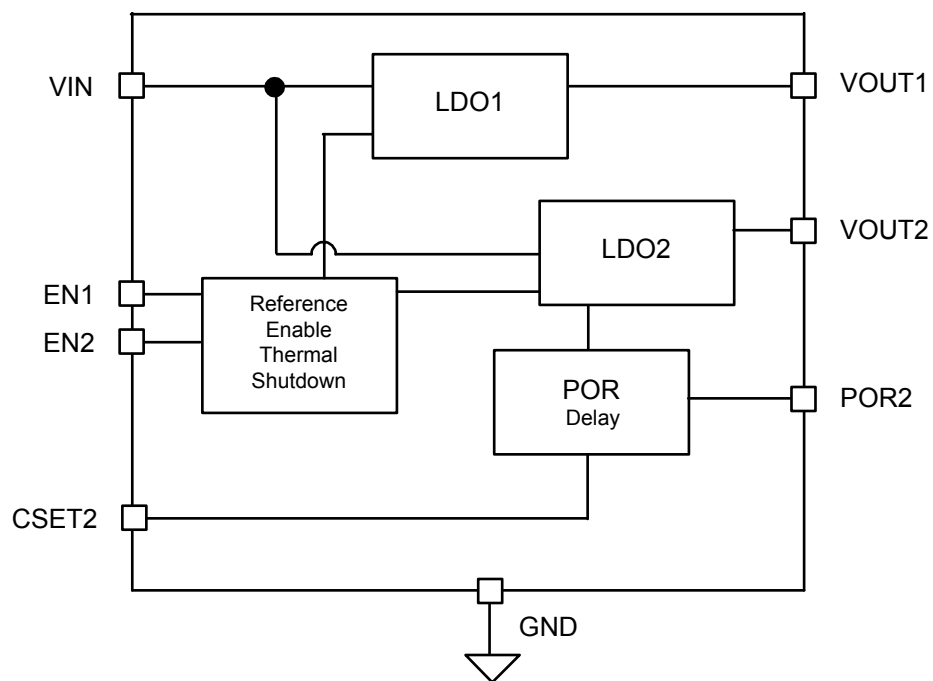 VIN
LDO1
VOUT1
LDO2
VOUT2
EN1
EN2
Reference
Enable
Thermal
Shutdown
POR
Delay
POR2
CSET2
GND